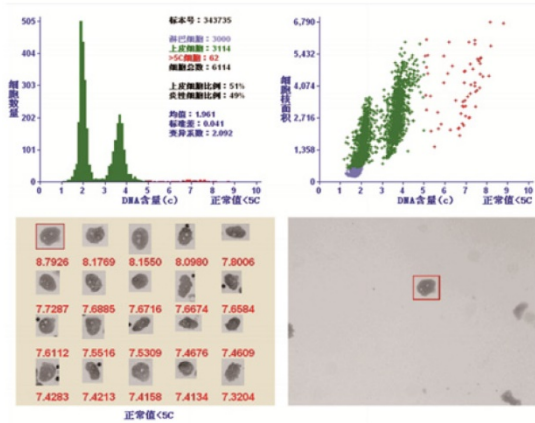 505
404
303
202
101
0
细胞数量
0 1 2 3 4 5 6 7 8 9 10
DNA含量(c) 正常值<5C
标本号：343735
淋巴细胞：3000
上皮细胞：3114
>5C细胞：62
细胞总数：6114
上皮细胞比例：51%
炎性细胞比例：49%
均值：1.961
标准差：0.041
变异系数：2.092
6,790
5,432
4,074
2,716
1,358
0
细胞核面积
0 1 2 3 4 5 6 7 8 9 10
DNA含量(c) 正常值<5C
8.7926 8.1769 8.1550 8.0980 7.8006
7.7287 7.6885 7.6716 7.6674 7.6584
7.6112 7.5516 7.5309 7.4676 7.4609
7.4283 7.4213 7.4158 7.4134 7.3204
正常值<5C